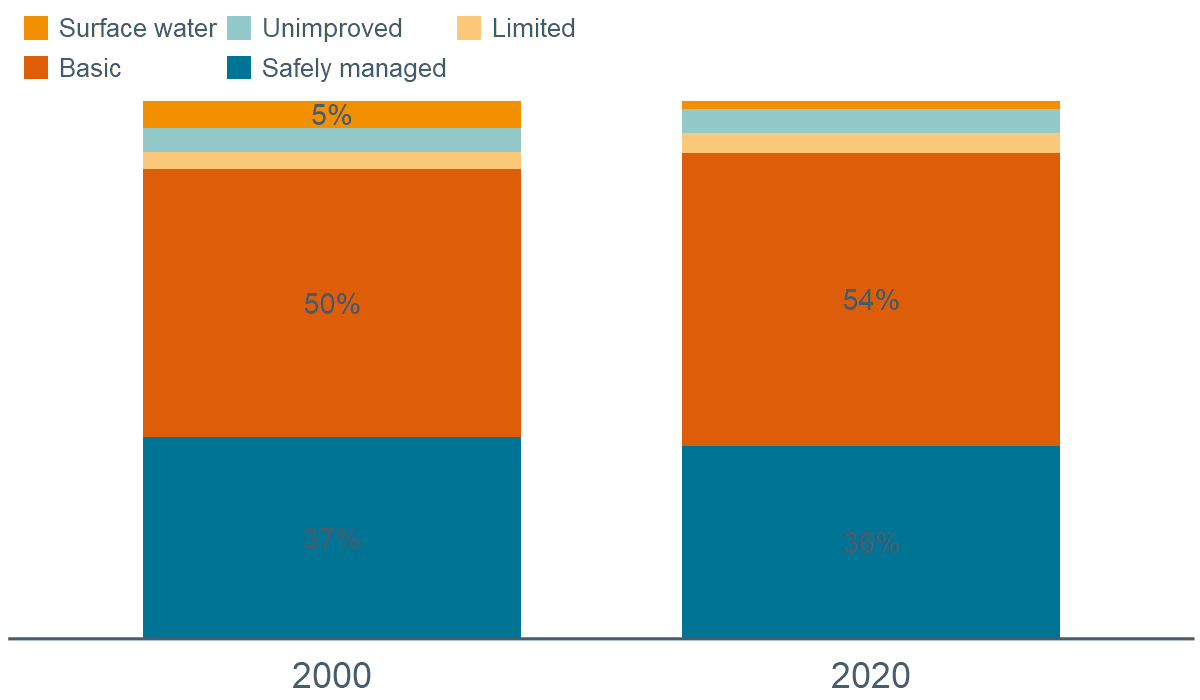 Surface water Unimproved Limited
Basic Safely managed
5%
50% 54%
37% 36%
2000 2020